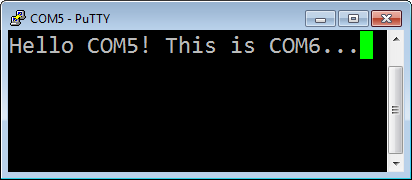 COM5 - PuTTY
Hello COM5! This is COM6...